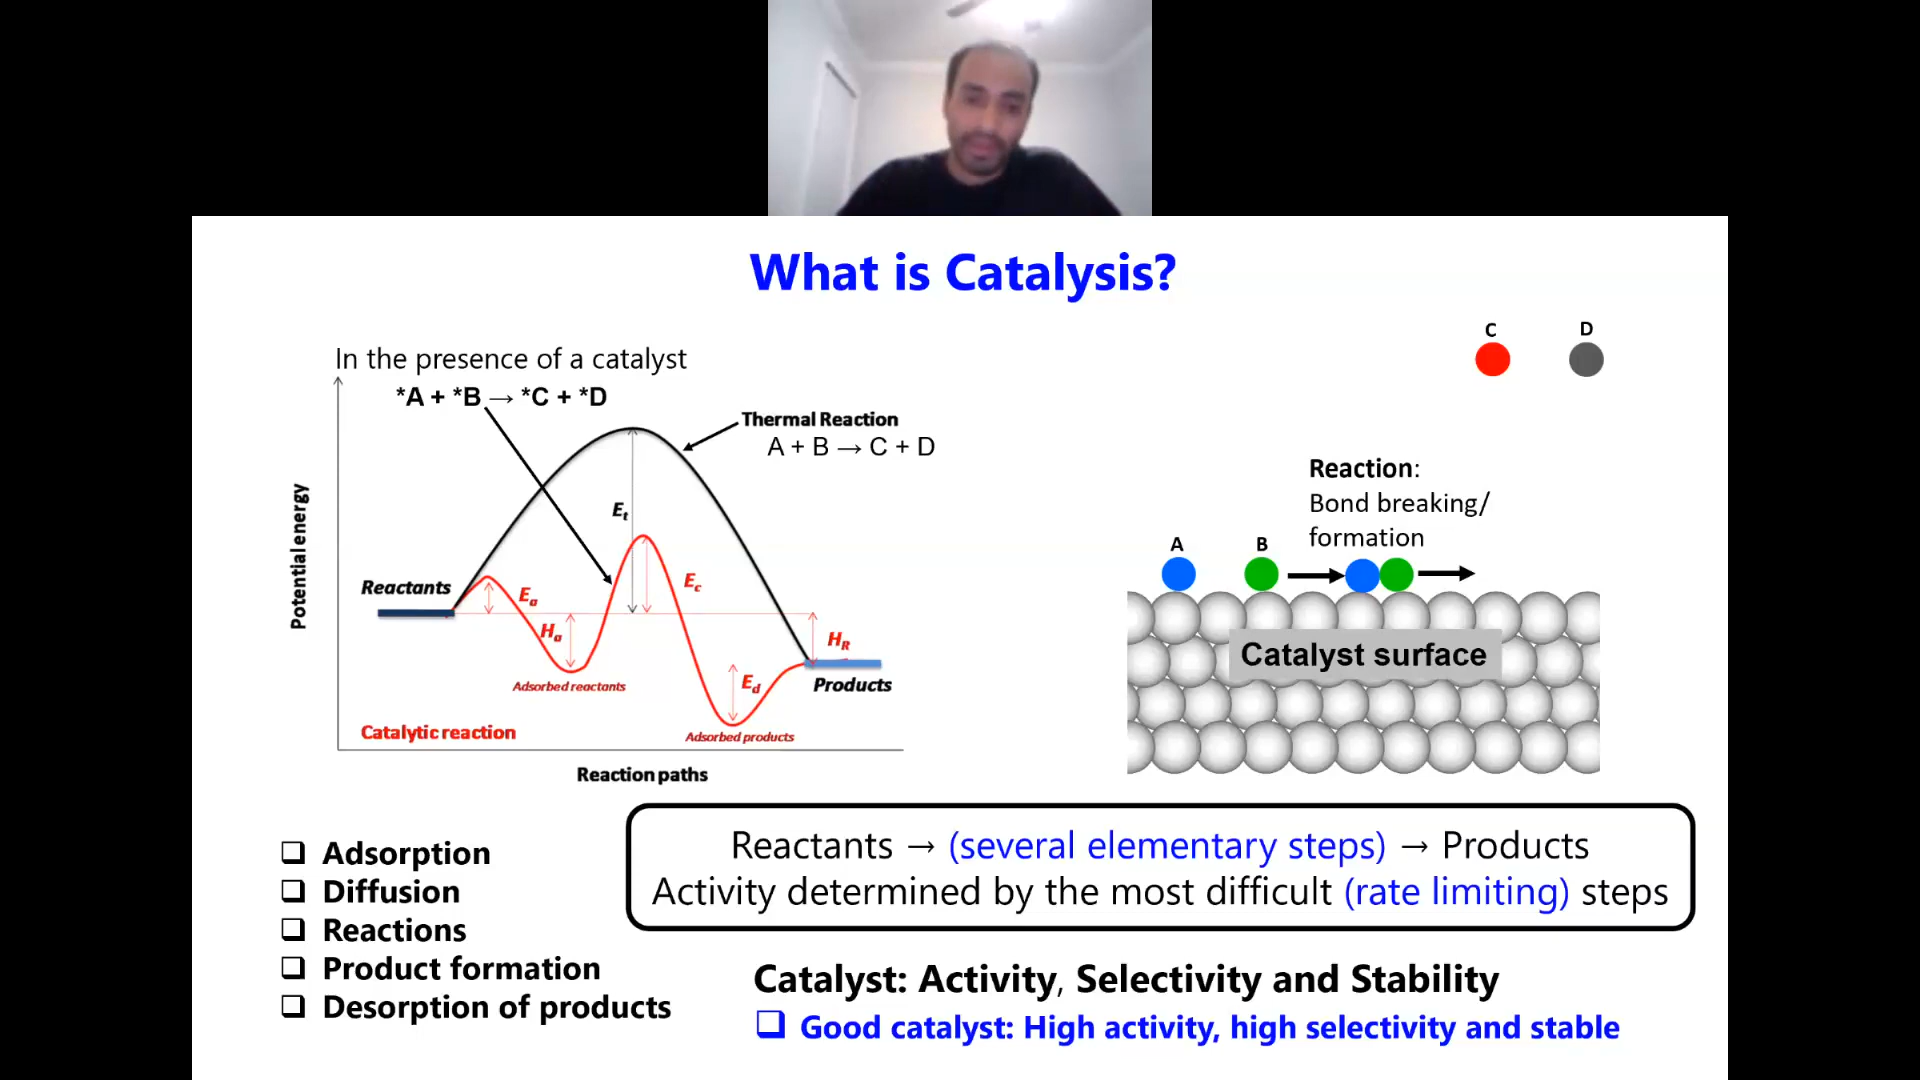 What is Catalysis?
In the presence of a catalyst
*A + *B → *C + *D
Thermal Reaction
A + B → C + D
Potential energy
Reactants
Et
Ea
Ha
Ec
HR
Ed
Adsorbed reactants
Products
Catalytic reaction
Adsorbed products
Reaction paths
C
D
Reaction:
Bond breaking/
formation
A
B
Catalyst surface
Reactants → (several elementary steps) → Products
Activity determined by the most difficult (rate limiting) steps
❑ Adsorption
❑ Diffusion
❑ Reactions
❑ Product formation
❑ Desorption of products
Catalyst: Activity, Selectivity and Stability
❑ Good catalyst: High activity, high selectivity and stable